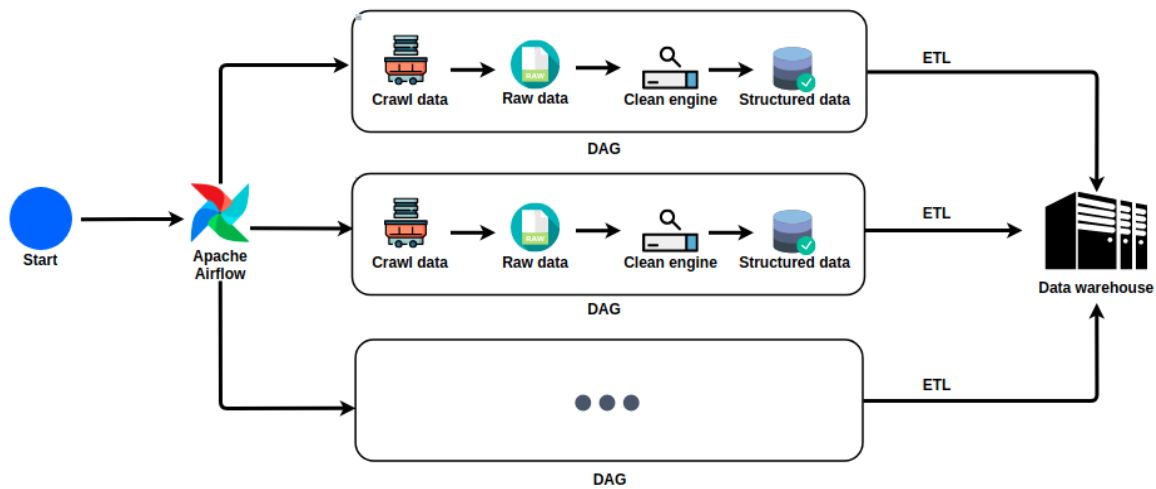 ETL
Crawl data
RAW
Raw data
Clean engine
Structured data
DAG
Start
Apache
Airflow
Crawl data
RAW
Raw data
Clean engine
Structured data
ETL
DAG
Data warehouse
ETL
DAG